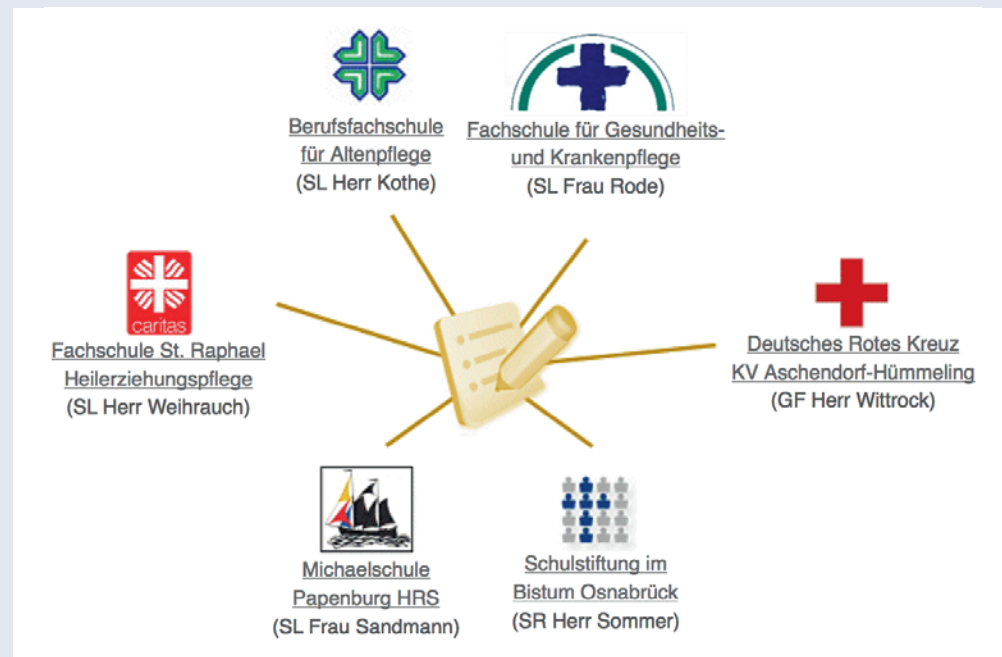 Berufsfachschule
für Altenpflege
(SL Herr Kothe)
Fachschule für Gesundheits-
und Krankenpflege
(SL Frau Rode)
caritas
Fachschule St. Raphael
Heilerziehungspflege
(SL Herr Weihrauch)
Deutsches Rotes Kreuz
KV Aschendorf-Hümmeling
(GF Herr Wittrock)
Michaelschule
Papenburg HRS
(SL Frau Sandmann)
Schulstiftung im
Bistum Osnabrück
(SR Herr Sommer)